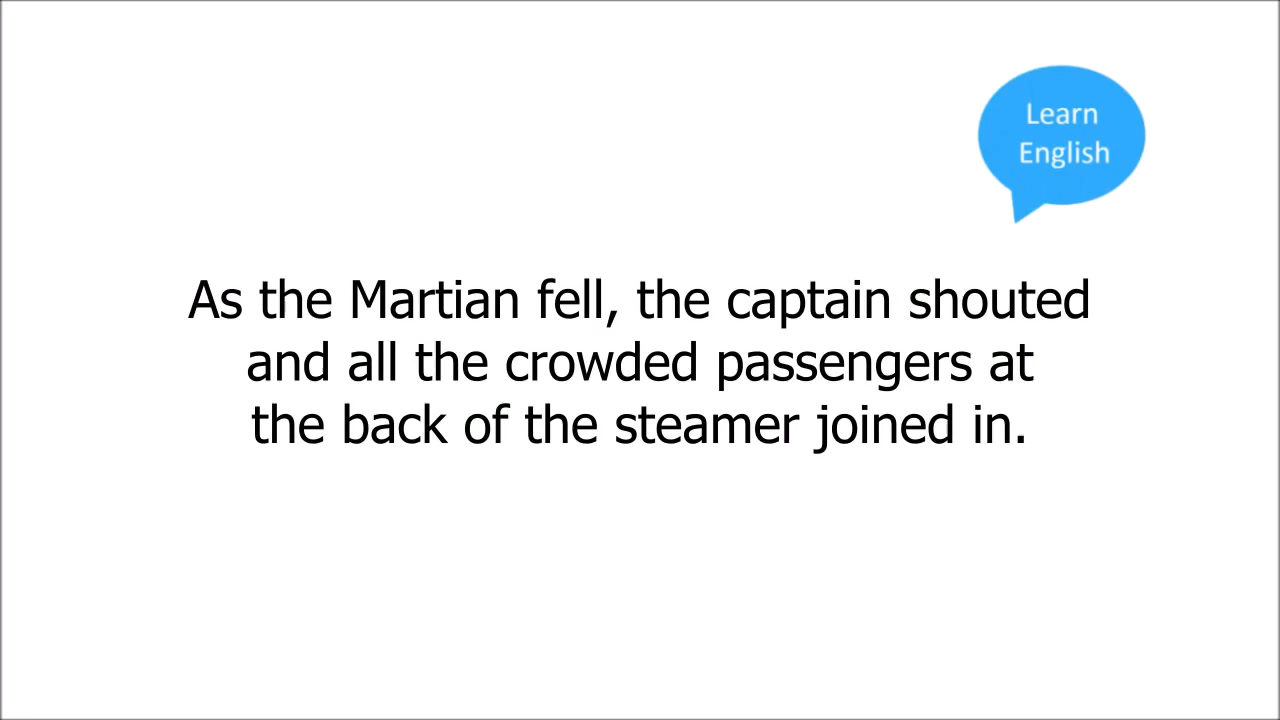 Learn
English
As the Martian fell, the captain shouted
and all the crowded passengers at
the back of the steamer joined in.